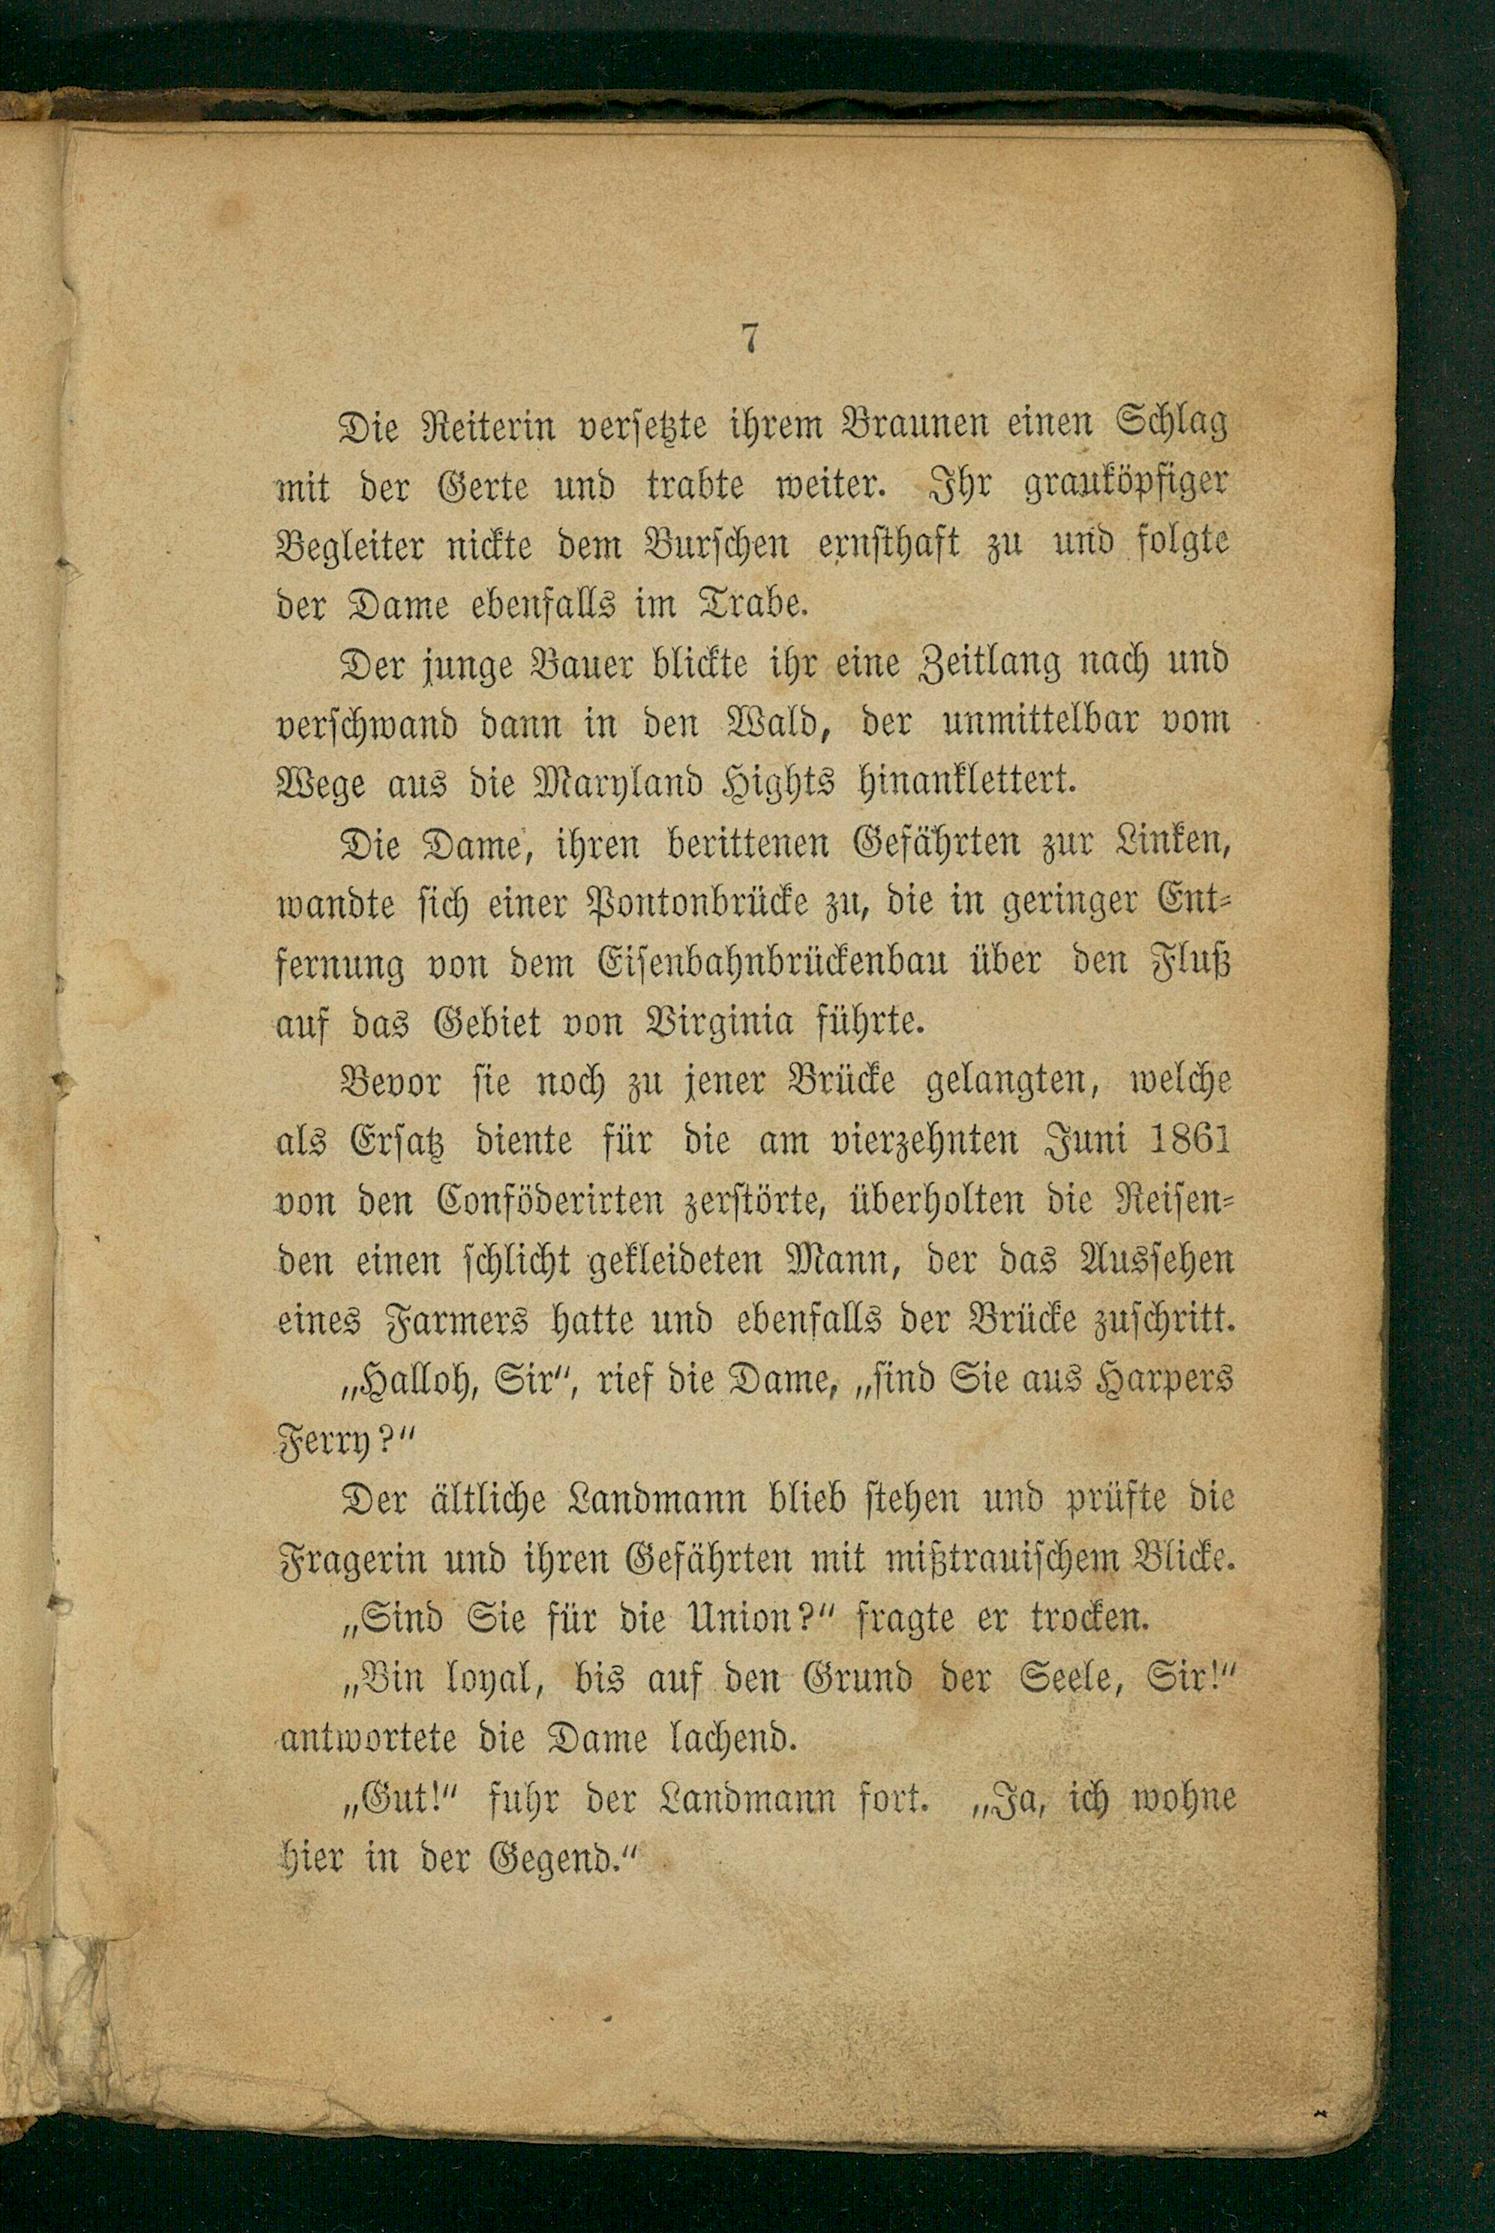 7
Die Reiterin versetzte ihrem Braunen einen Schlag
mit der Gerte und trabte weiter. Ihr grauköpfiger
Begleiter nickte dem Burschen ernsthaft zu und folgte
der Dame ebenfalls im Trabe.
Der junge Bauer blickte ihr eine Zeitlang nach und
verschwand dann in den Wald, der unmittelbar vom
Wege aus die Maryland Hights hinanklettert.
Die Dame, ihren berittenen Gefährten zur Linken,
wandte sich einer Pontonbrücke zu, die in geringer Ent-
fernung von dem Eisenbahnbrückenbau über den Fluß
auf das Gebiet von Virginia führte.
Bevor sie noch zu jener Brücke gelangten, welche
als Ersatz diente für die am vierzehnten Juni 1861
von den Conföderirten zerstörte, überholten die Reisen-
den einen schlicht gekleideten Mann, der das Aussehen
eines Farmers hatte und ebenfalls der Brücke zuschritt.
„Halloh, Sir“, rief die Dame, „sind Sie aus Harpers
Ferry?“
Der ältliche Landmann blieb stehen und prüfte die
Fragerin und ihren Gefährten mit mißtrauischem Blicke.
„Sind Sie für die Union?“ fragte er trocken.
„Bin loyal, bis auf den Grund der Seele, Sir!“
antwortete die Dame lachend.
„Gut!“ fuhr der Landmann fort. „Ja, ich wohne
hier in der Gegend.“